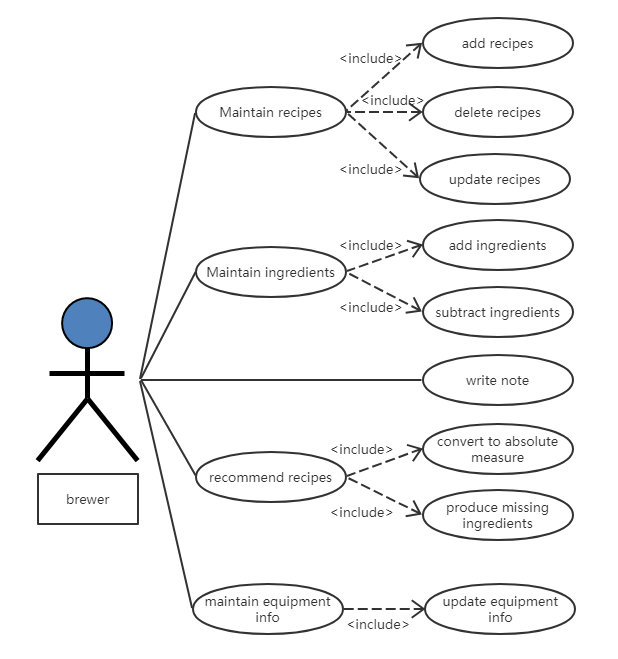 add recipes
<include>
<include>
Maintain recipes
delete recipes
<include>
update recipes
<include>
add ingredients
Maintain ingredients
<include>
subtract ingredients
write note
<include>
convert to absolute
measure
recommend recipes
<include>
produce missing
ingredients
brewer
maintain equipment
info
update equipment
info
<include>